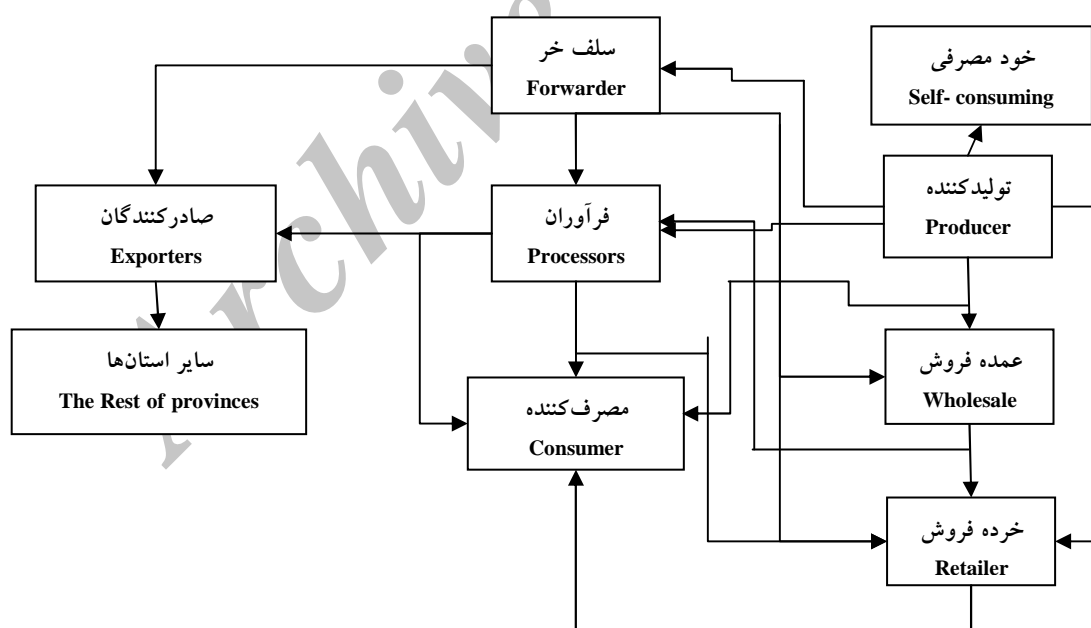 سلف خر
Forwarder
خود مصرفی
Self- consuming
تولیدکننده
Producer
فرآوران
Processors
صادرکنندگان
Exporters
سایر استان‌ها
The Rest of provinces
عمده فروش
Wholesale
مصرف‌کننده
Consumer
خرده فروش
Retailer